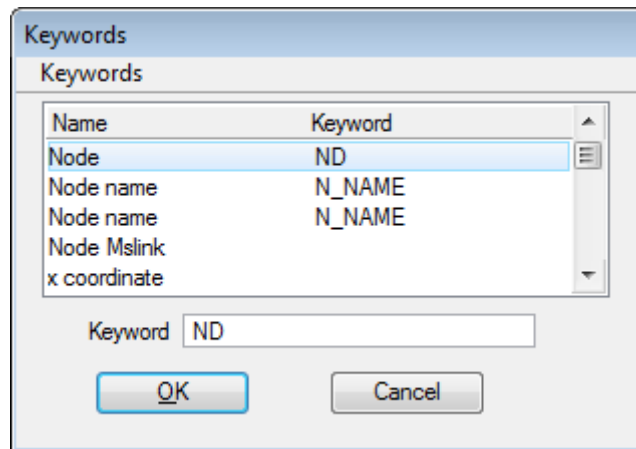 Keywords
Keywords
Name Keyword
Node ND
Node name N_NAME
Node name N_NAME
Node Mslink
x coordinate
Keyword ND
OK Cancel